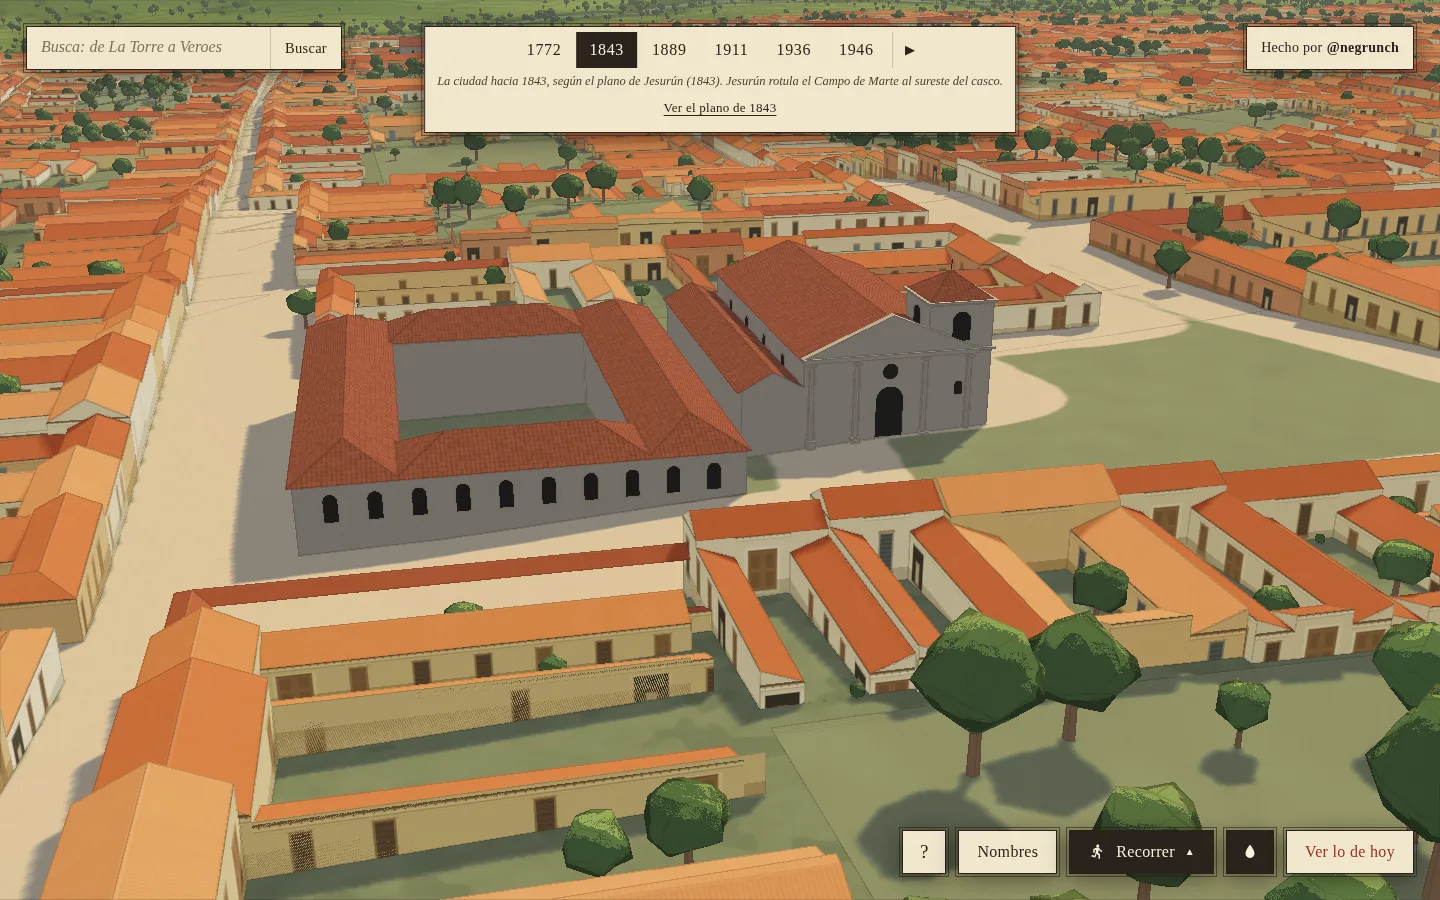 Busca: de La Torre a Veroes
Buscar
1772 1843 1889 1911 1936 1946
La ciudad hacia 1843, según el plano de Jesurún (1843). Jesurún rotula el Campo de Marte al sureste del casco.
Ver el plano de 1843
Hecho por @negrunch
?
Nombres
Recorrer
Ver lo de hoy